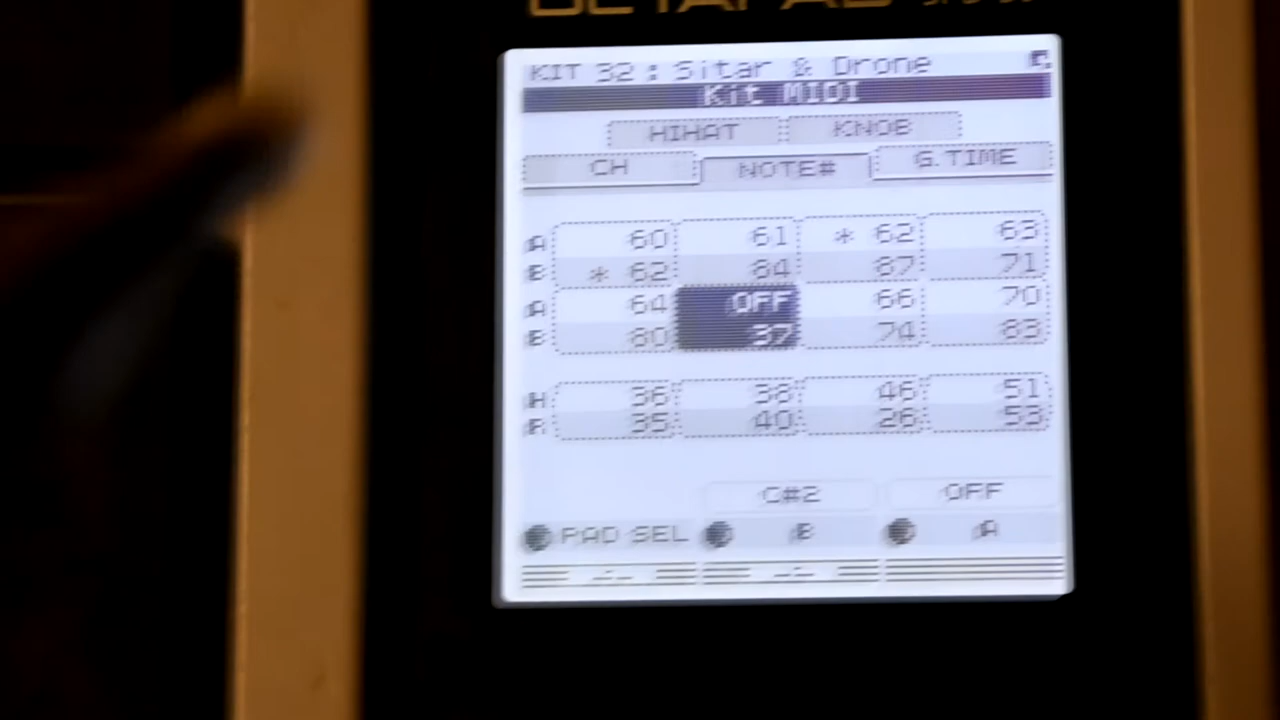 OCTAPAD
KIT 32 : Sitar & Drone
Kit MIDI
HIHAT KNOB
CH NOTE# G.TIME
A 60 61 * 62 63
B * 62 84 87 71
A 64 OFF 66 70
B 80 37 74 83
H 36 38 46 51
R 35 40 26 53
C#2 OFF
PAD SEL B A